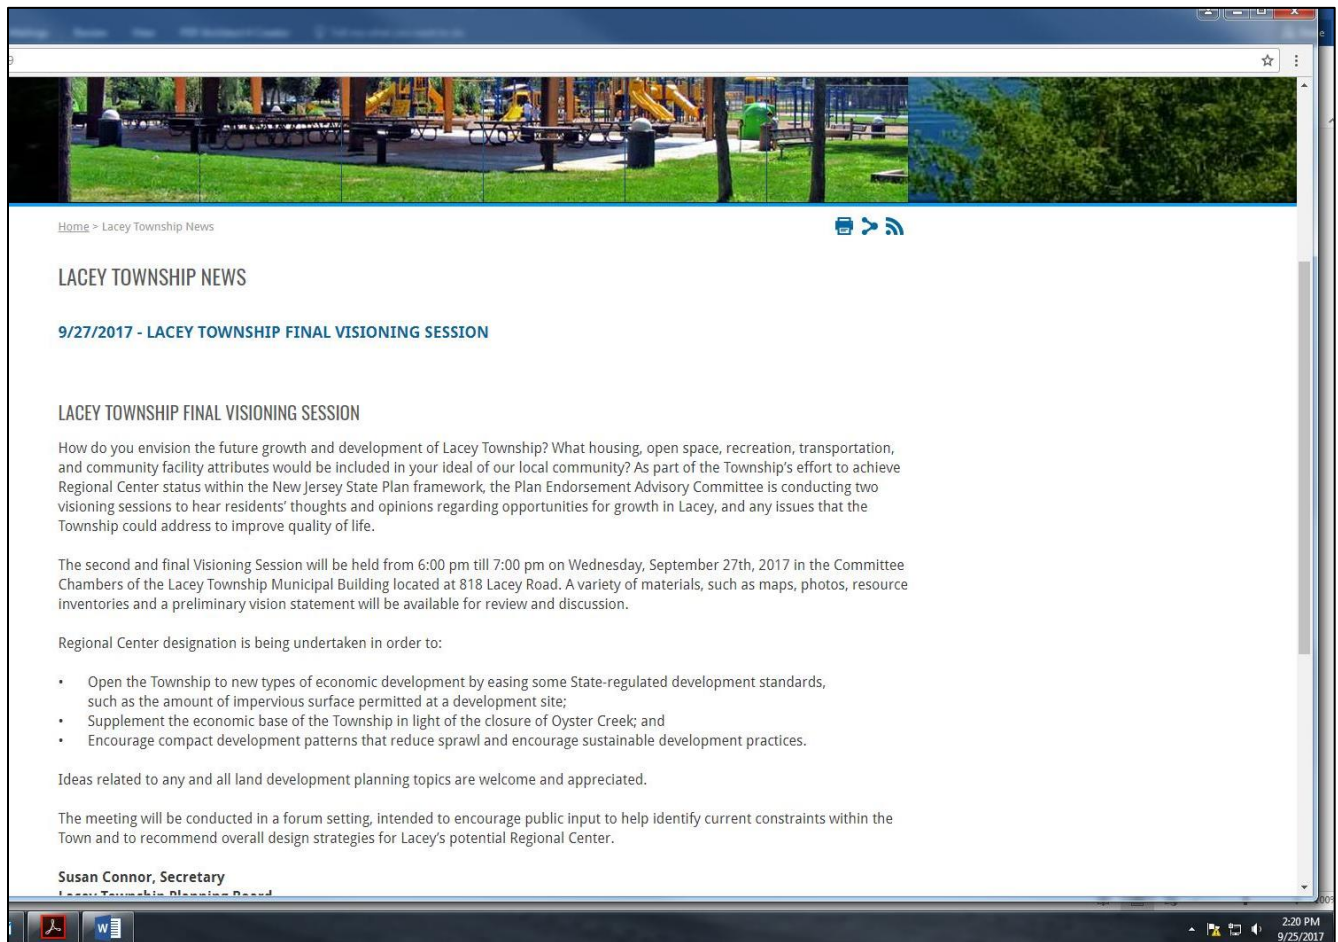 Home > Lacey Township News
LACEY TOWNSHIP NEWS
9/27/2017 - LACEY TOWNSHIP FINAL VISIONING SESSION
LACEY TOWNSHIP FINAL VISIONING SESSION
How do you envision the future growth and development of Lacey Township? What housing, open space, recreation, transportation,
and community facility attributes would be included in your ideal of our local community? As part of the Township's effort to achieve
Regional Center status within the New Jersey State Plan framework, the Plan Endorsement Advisory Committee is conducting two
visioning sessions to hear residents' thoughts and opinions regarding opportunities for growth in Lacey, and any issues that the
Township could address to improve quality of life.
The second and final Visioning Session will be held from 6:00 pm till 7:00 pm on Wednesday, September 27th, 2017 in the Committee
Chambers of the Lacey Township Municipal Building located at 818 Lacey Road. A variety of materials, such as maps, photos, resource
inventories and a preliminary vision statement will be available for review and discussion.
Regional Center designation is being undertaken in order to:
• Open the Township to new types of economic development by easing some State-regulated development standards,
such as the amount of impervious surface permitted at a development site;
• Supplement the economic base of the Township in light of the closure of Oyster Creek; and
• Encourage compact development patterns that reduce sprawl and encourage sustainable development practices.
Ideas related to any and all land development planning topics are welcome and appreciated.
The meeting will be conducted in a forum setting, intended to encourage public input to help identify current constraints within the
Town and to recommend overall design strategies for Lacey's potential Regional Center.
Susan Connor, Secretary
Lacey Township Planning Board
2:20 PM
9/25/2017